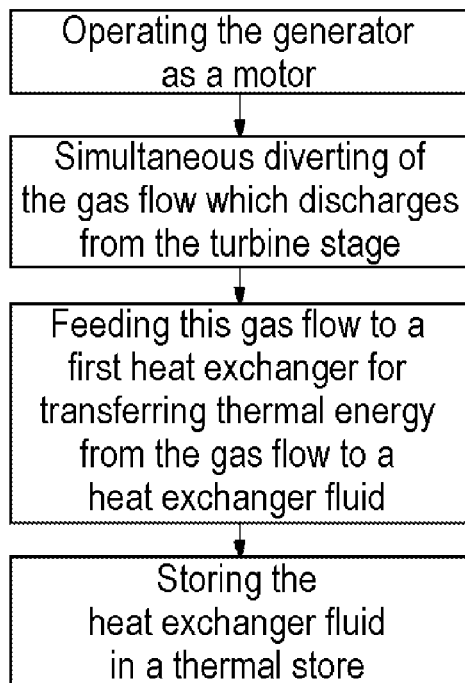 Operating the generator
as a motor
Simultaneous diverting of
the gas flow which discharges
from the turbine stage
Feeding this gas flow to a
first heat exchanger for
transferring thermal energy
from the gas flow to a
heat exchanger fluid
Storing the
heat exchanger fluid
in a thermal store